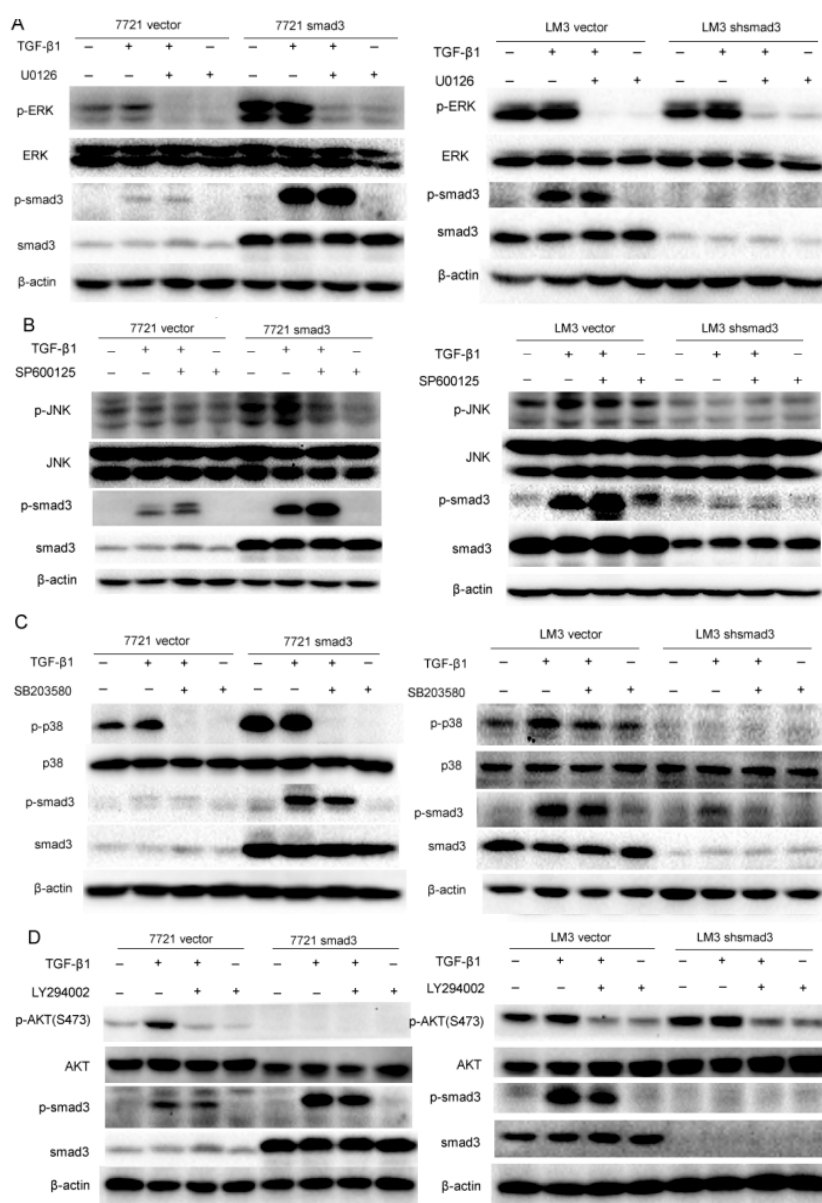 A
7721 vector 7721 smad3
TGF-β1 – + + – – + + –
U0126 – – + + – – + +
p-ERK
ERK
p-smad3
smad3
β-actin
LM3 vector LM3 shsmad3
TGF-β1 – + + – – + + –
U0126 – – + + – – + +
p-ERK
ERK
p-smad3
smad3
β-actin
B
7721 vector 7721 smad3
TGF-β1 – + + – – + + –
SP600125 – – + + – – + +
p-JNK
JNK
p-smad3
smad3
β-actin
LM3 vector LM3 shsmad3
TGF-β1 – + + – – + + –
SP600125 – – + + – – + +
p-JNK
JNK
p-smad3
smad3
β-actin
C
7721 vector 7721 smad3
TGF-β1 – + + – – + + –
SB203580 – – + + – – + +
p-p38
p38
p-smad3
smad3
β-actin
LM3 vector LM3 shsmad3
TGF-β1 – + + – – + + –
SB203580 – – + + – – + +
p-p38
p38
p-smad3
smad3
β-actin
D
7721 vector 7721 smad3
TGF-β1 – + + – – + + –
LY294002 – – + + – – + +
p-AKT(S473)
AKT
p-smad3
smad3
β-actin
LM3 vector LM3 shsmad3
TGF-β1 – + + – – + + –
LY294002 – – + + – – + +
p-AKT(S473)
AKT
p-smad3
smad3
β-actin